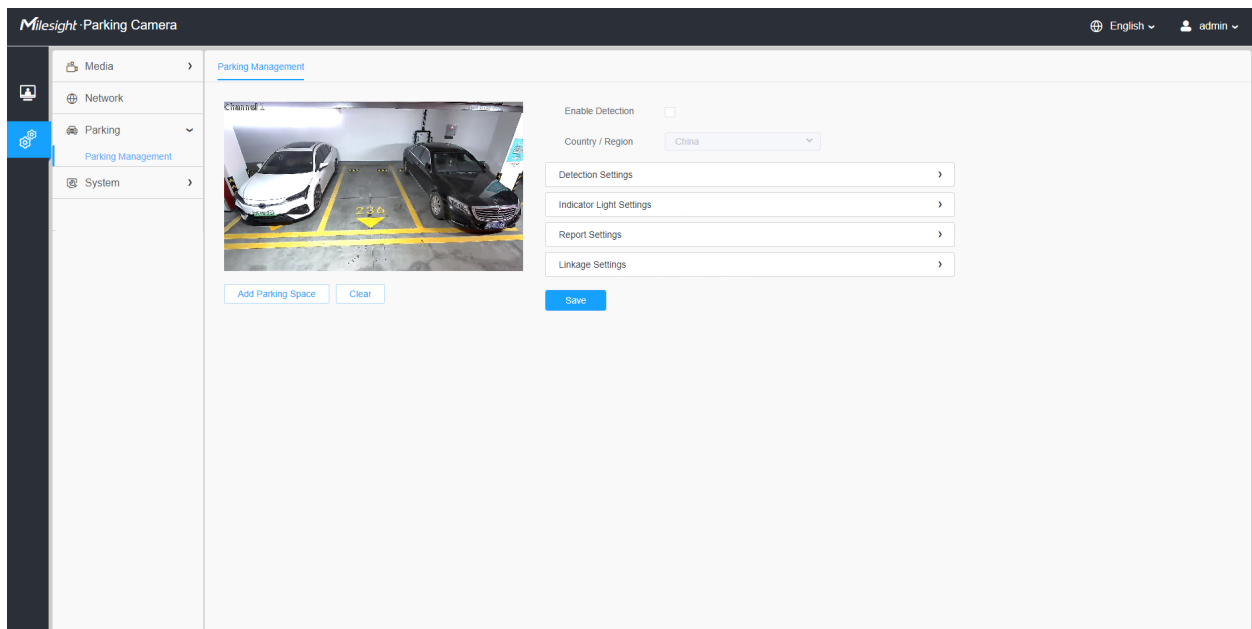 Milesight · Parking Camera
English
admin
Media
Network
Parking
Parking Management
System
Parking Management
Channel 1
236
Add Parking Space
Clear
Enable Detection
Country / Region
China
Detection Settings
Indicator Light Settings
Report Settings
Linkage Settings
Save